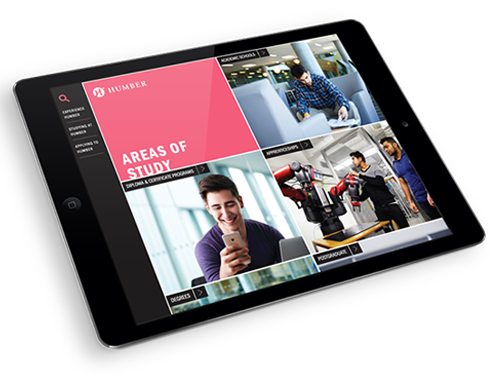 HUMBER
EXPERIENCE
HUMBER
STUDYING AT
HUMBER
APPLYING TO
HUMBER
AREAS OF
STUDY
ACADEMIC SCHOOLS
DIPLOMA & CERTIFICATE PROGRAMS
APPRENTICESHIPS
DEGREES
POSTGRADUATE